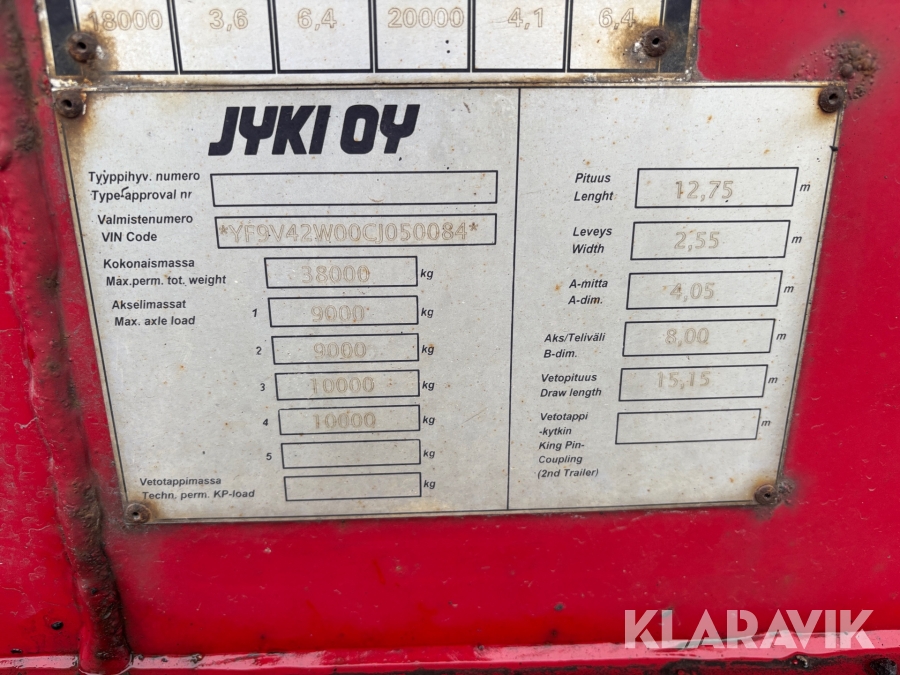 18000 3,6 6,4 20000 4,1 6,4
JYKI OY
Tyyppihyv. numero
Type-approval nr
Valmistenumero
VIN Code *YF9V42W00CJ050084*
Kokonaismassa
Max.perm. tot. weight 38000 kg
Akselimassat
Max. axle load 1 9000 kg
2 9000 kg
3 10000 kg
4 10000 kg
5 kg
Vetotappimassa
Techn. perm. KP-load kg
Pituus
Lenght 12,75 m
Leveys
Width 2,55 m
A-mitta
A-dim. 4,05 m
Aks/Teliväli
B-dim. 8,00 m
Vetopituus
Draw length 15,15 m
Vetotappi
-kytkin m
King Pin-
Coupling
(2nd Trailer)
KLARAVIK